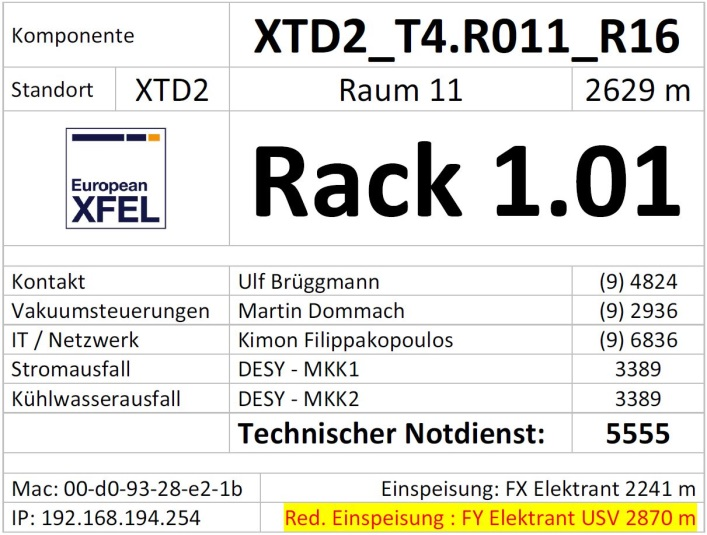 Komponente XTD2_T4.R011_R16
Standort XTD2 Raum 11 2629 m
European
XFEL
Rack 1.01
Kontakt Ulf Brüggmann (9) 4824
Vakuumsteuerungen Martin Dommach (9) 2936
IT / Netzwerk Kimon Filippakopoulos (9) 6836
Stromausfall DESY - MKK1 3389
Kühlwasserausfall DESY - MKK2 3389
Technischer Notdienst: 5555
Mac: 00-d0-93-28-e2-1b Einspeisung: FX Elektrant 2241 m
IP: 192.168.194.254 Red. Einspeisung : FY Elektrant USV 2870 m